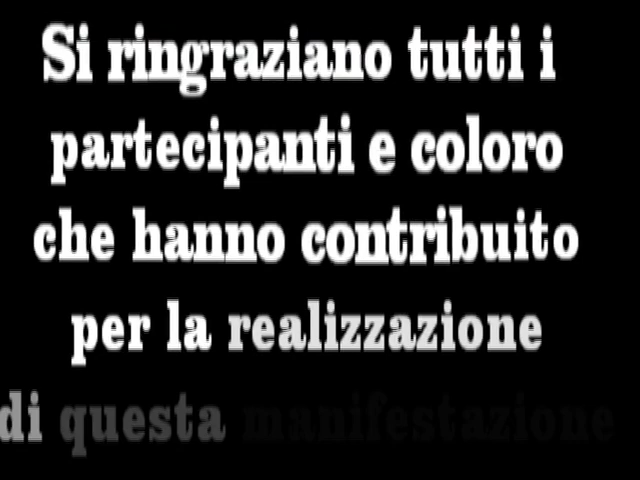 Si ringraziano tutti i
partecipanti e coloro
che hanno contribuito
per la realizzazione
di questa manifestazione